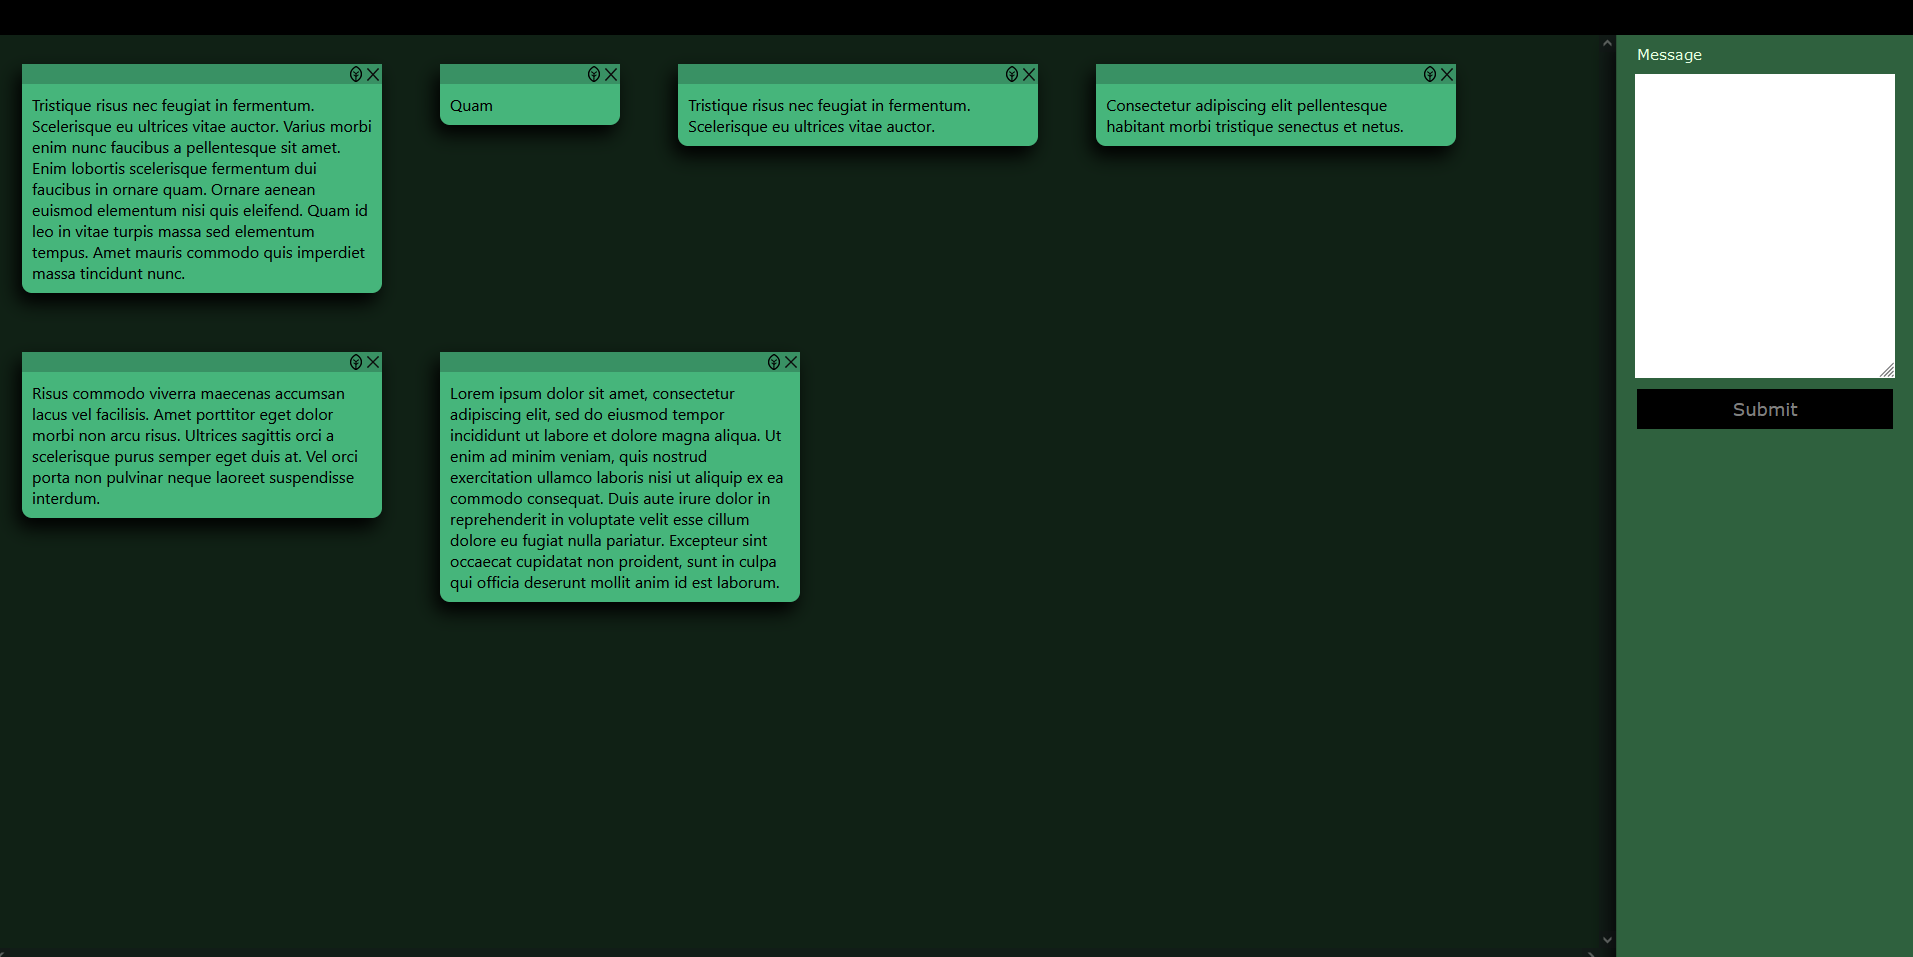 Message
Tristique risus nec feugiat in fermentum.
Scelerisque eu ultrices vitae auctor. Varius morbi
enim nunc faucibus a pellentesque sit amet.
Enim lobortis scelerisque fermentum dui
faucibus in ornare quam. Ornare aenean
euismod elementum nisi quis eleifend. Quam id
leo in vitae turpis massa sed elementum
tempus. Amet mauris commodo quis imperdiet
massa tincidunt nunc.
Quam
Tristique risus nec feugiat in fermentum.
Scelerisque eu ultrices vitae auctor.
Consectetur adipiscing elit pellentesque
habitant morbi tristique senectus et netus.
Risus commodo viverra maecenas accumsan
lacus vel facilisis. Amet porttitor eget dolor
morbi non arcu risus. Ultrices sagittis orci a
scelerisque purus semper eget duis at. Vel orci
porta non pulvinar neque laoreet suspendisse
interdum.
Lorem ipsum dolor sit amet, consectetur
adipiscing elit, sed do eiusmod tempor
incididunt ut labore et dolore magna aliqua. Ut
enim ad minim veniam, quis nostrud
exercitation ullamco laboris nisi ut aliquip ex ea
commodo consequat. Duis aute irure dolor in
reprehenderit in voluptate velit esse cillum
dolore eu fugiat nulla pariatur. Excepteur sint
occaecat cupidatat non proident, sunt in culpa
qui officia deserunt mollit anim id est laborum.
Submit